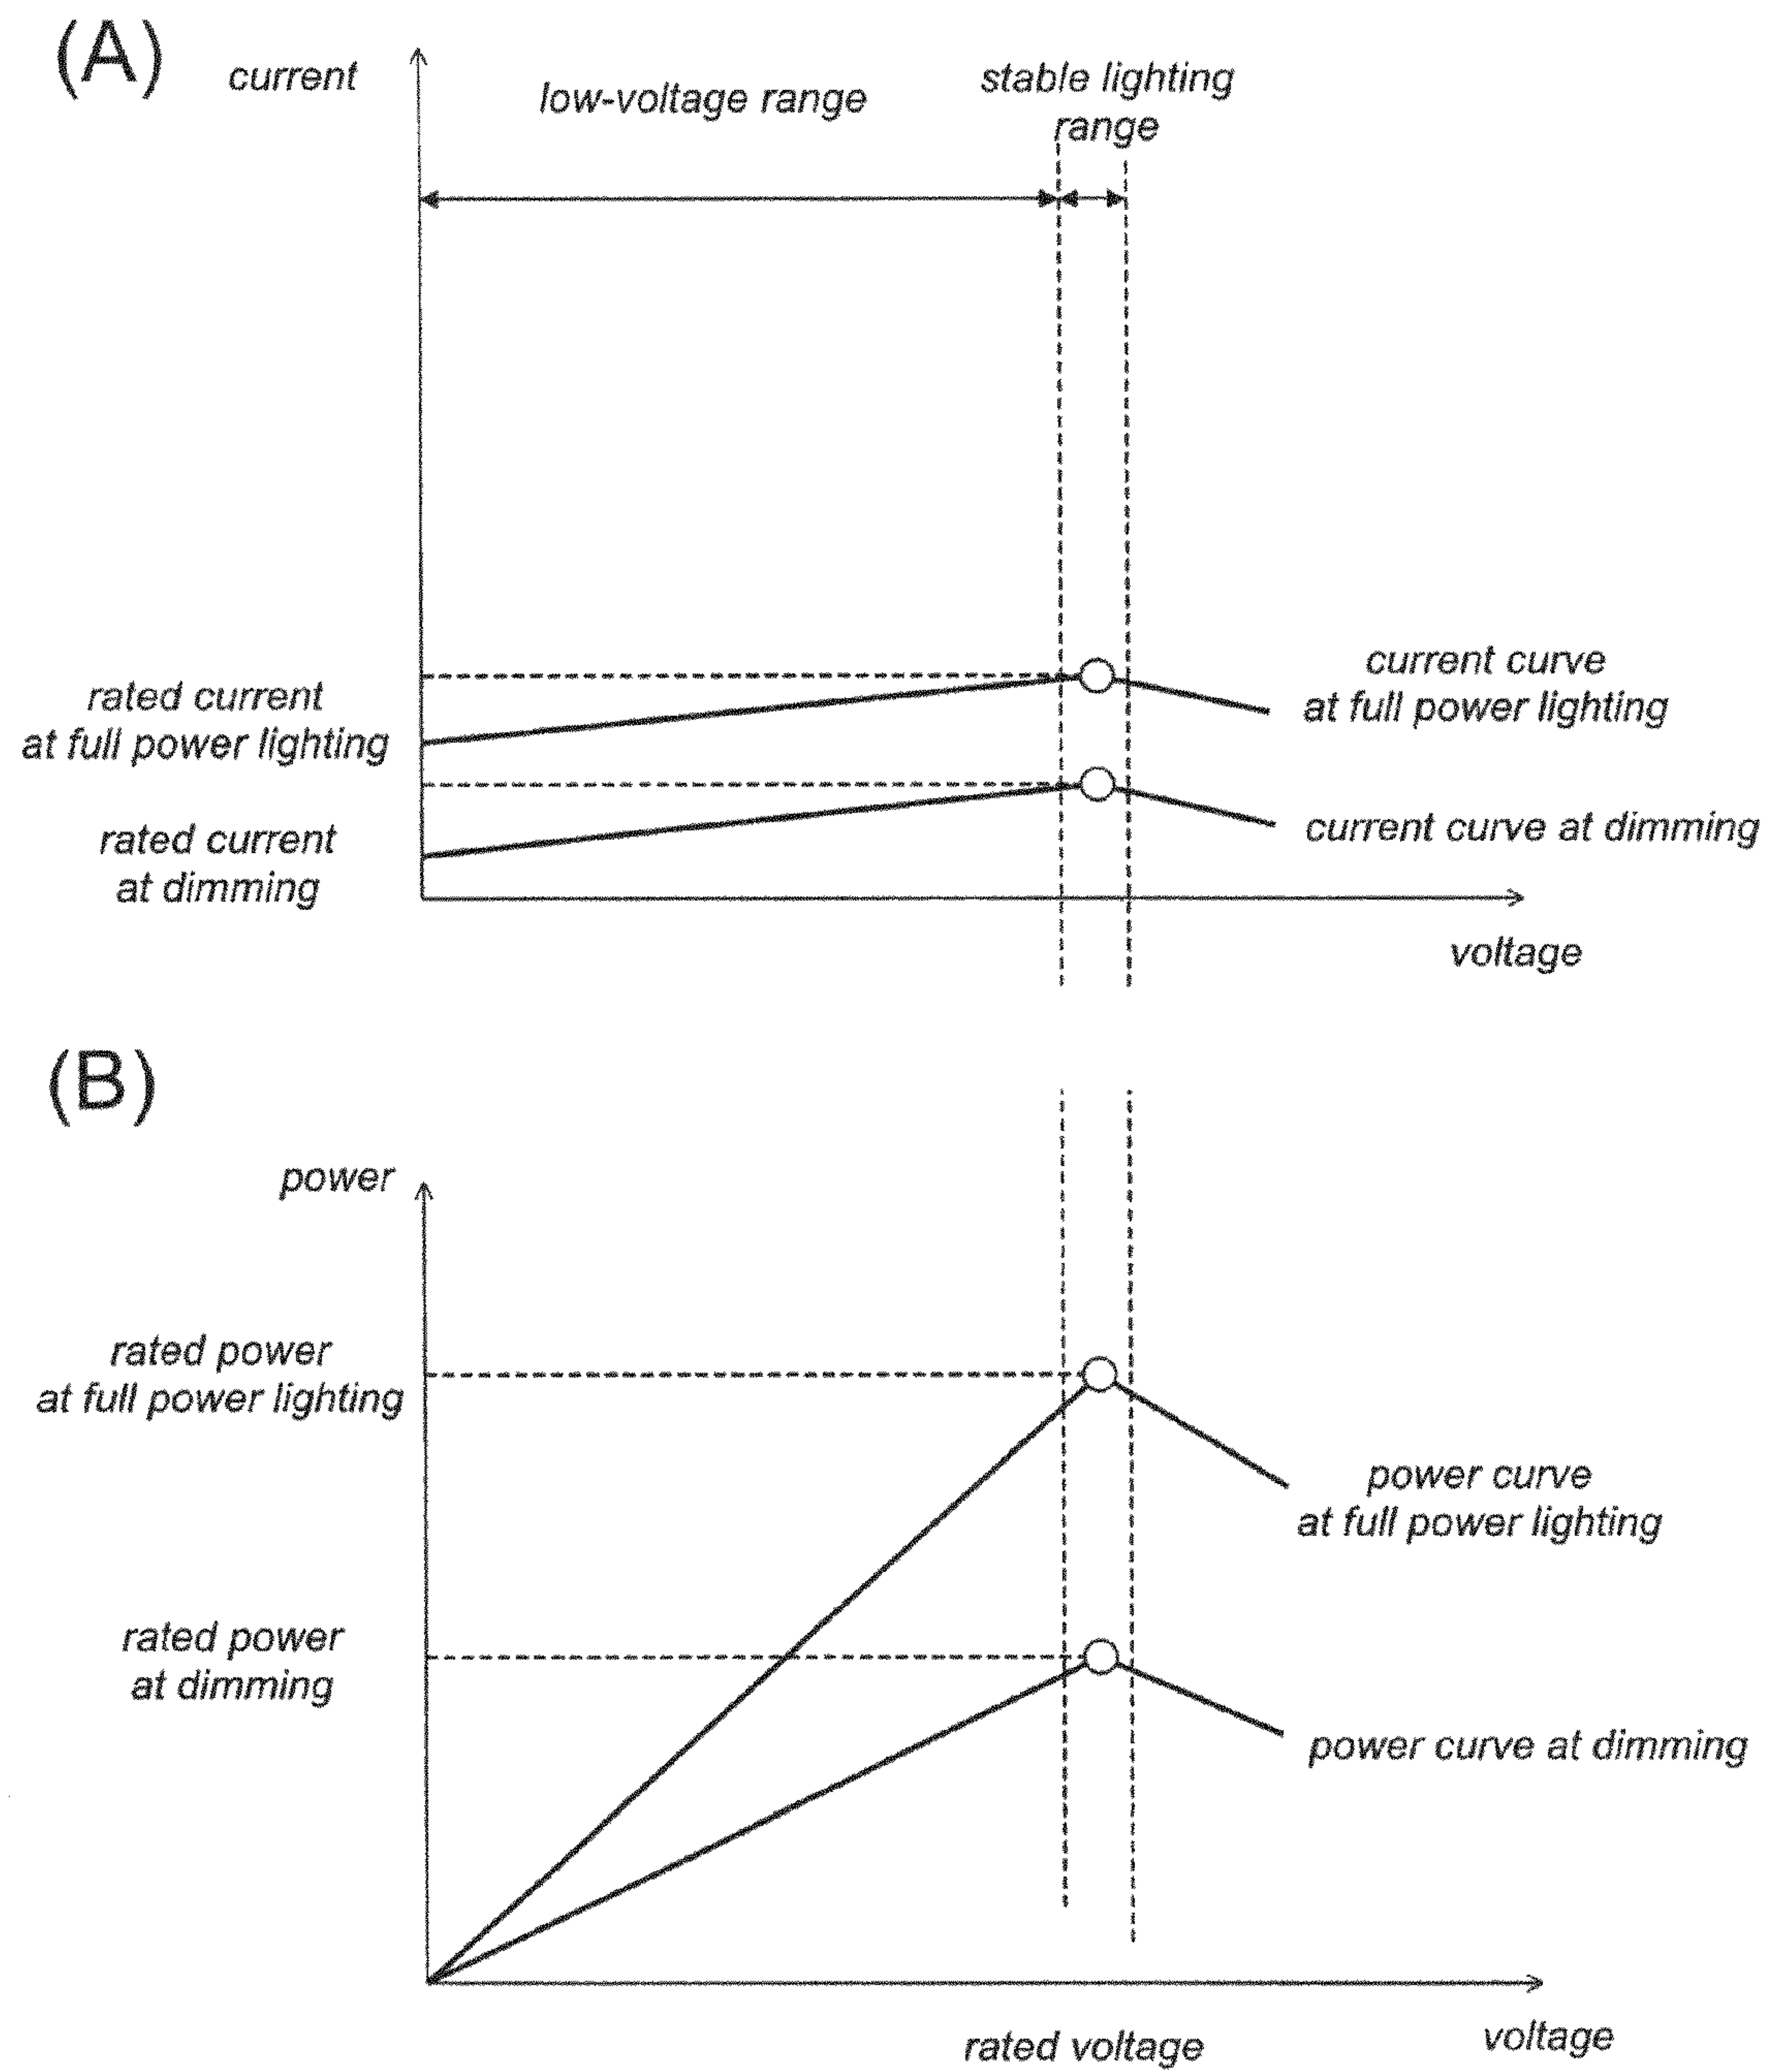 (A)
current
low-voltage range
stable lighting
range
rated current
at full power lighting
current curve
at full power lighting
rated current
at dimming
current curve at dimming
voltage
(B)
power
rated power
at full power lighting
power curve
at full power lighting
rated power
at dimming
power curve at dimming
rated voltage
voltage